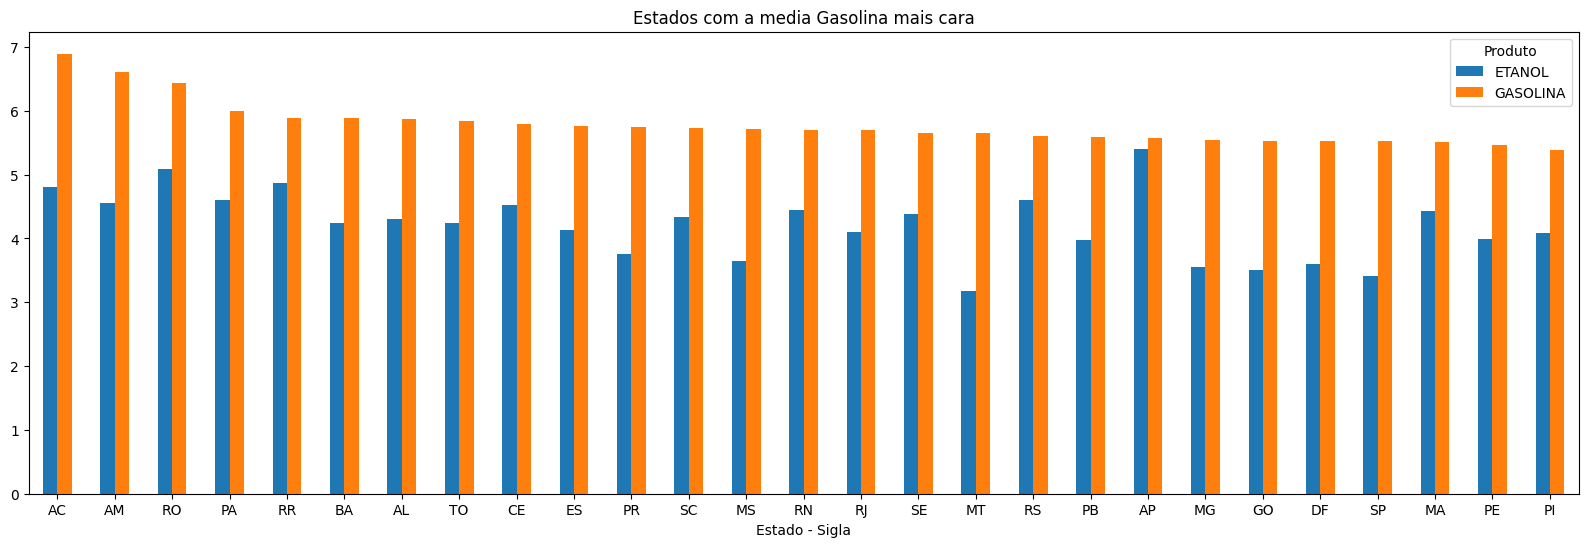 Estados com a media Gasolina mais cara
Produto
ETANOL
GASOLINA
7
6
5
4
3
2
1
0
AC AM RO PA RR BA AL TO CE ES PR SC MS RN RJ SE MT RS PB AP MG GO DF SP MA PE PI
Estado - Sigla